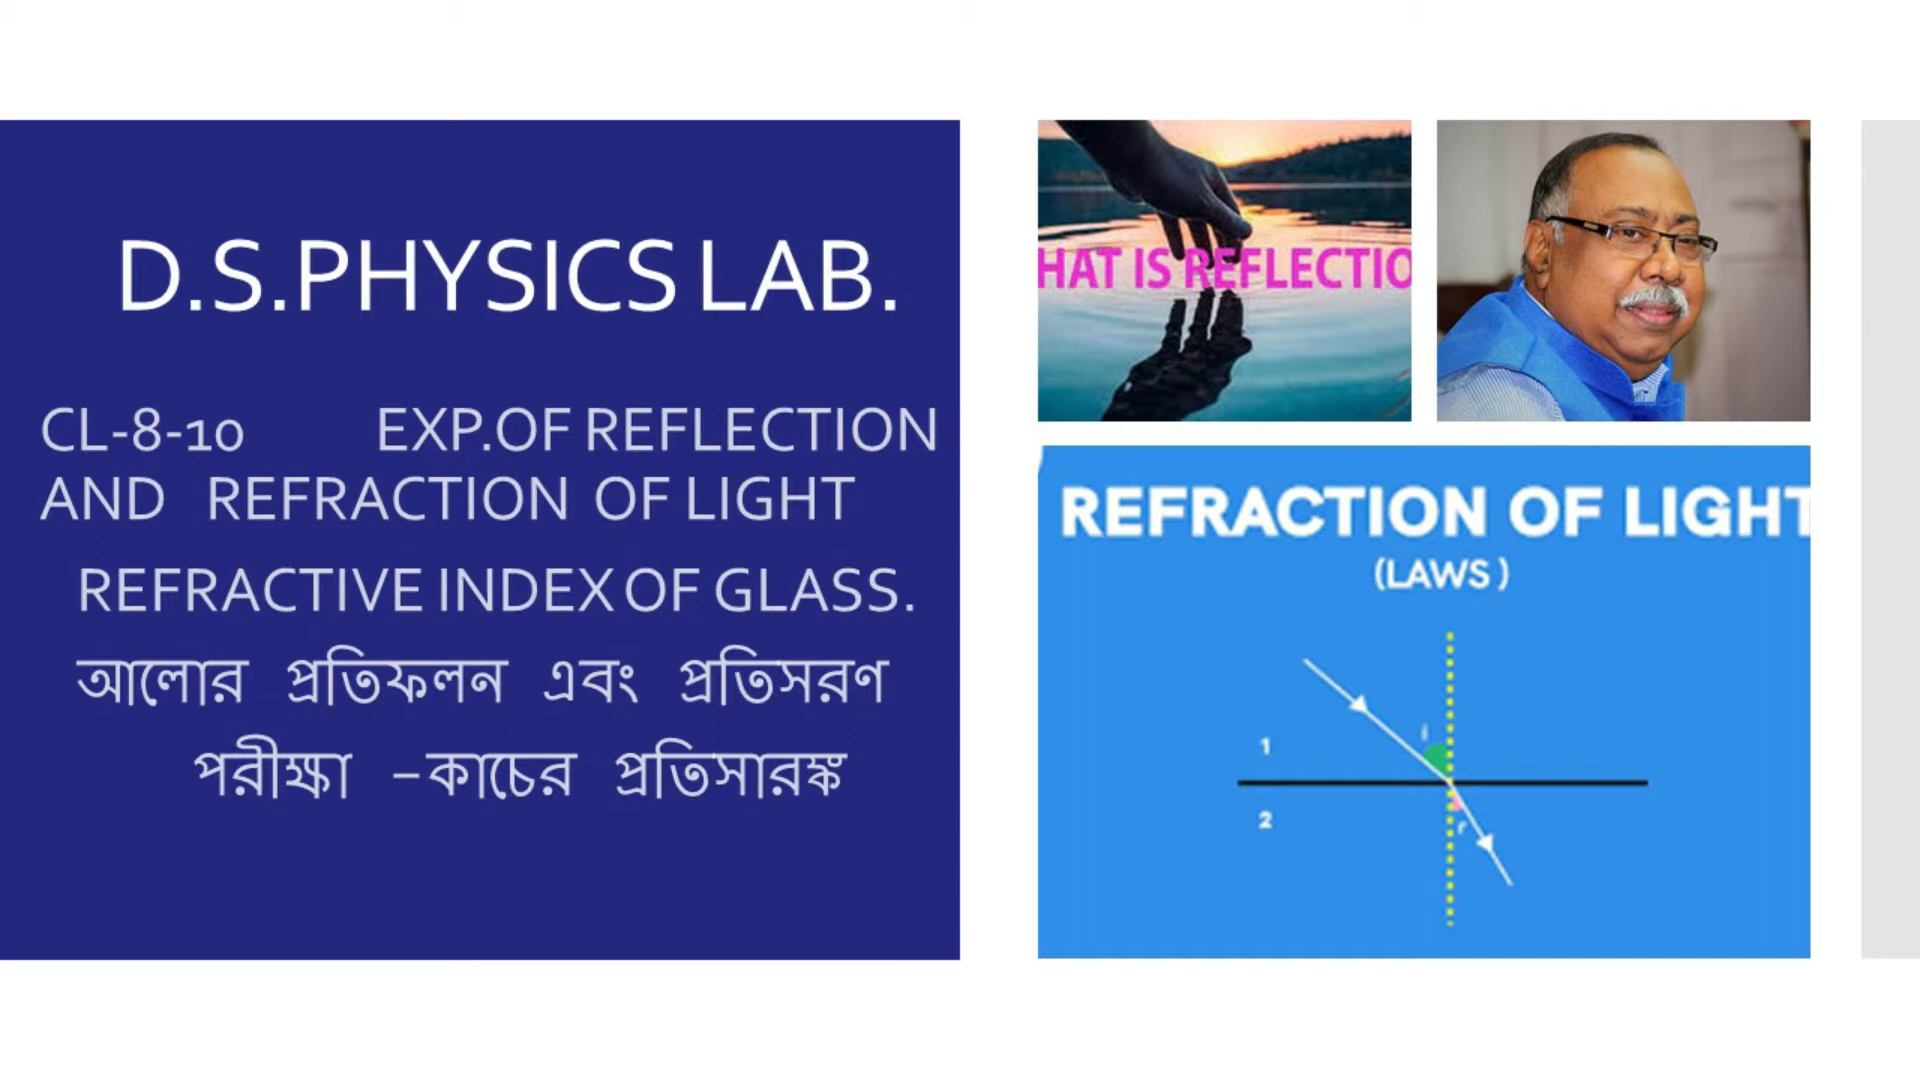 D.S.PHYSICS LAB.
CL-8-10 EXP.OF REFLECTION
AND REFRACTION OF LIGHT
REFRACTIVE INDEX OF GLASS.
আলোর প্রতিফলন এবং প্রতিসরণ
পরীক্ষা -কাচের প্রতিসারঙ্ক
HAT IS REFLECTIO
REFRACTION OF LIGHT
(LAWS)
i
1
2
r